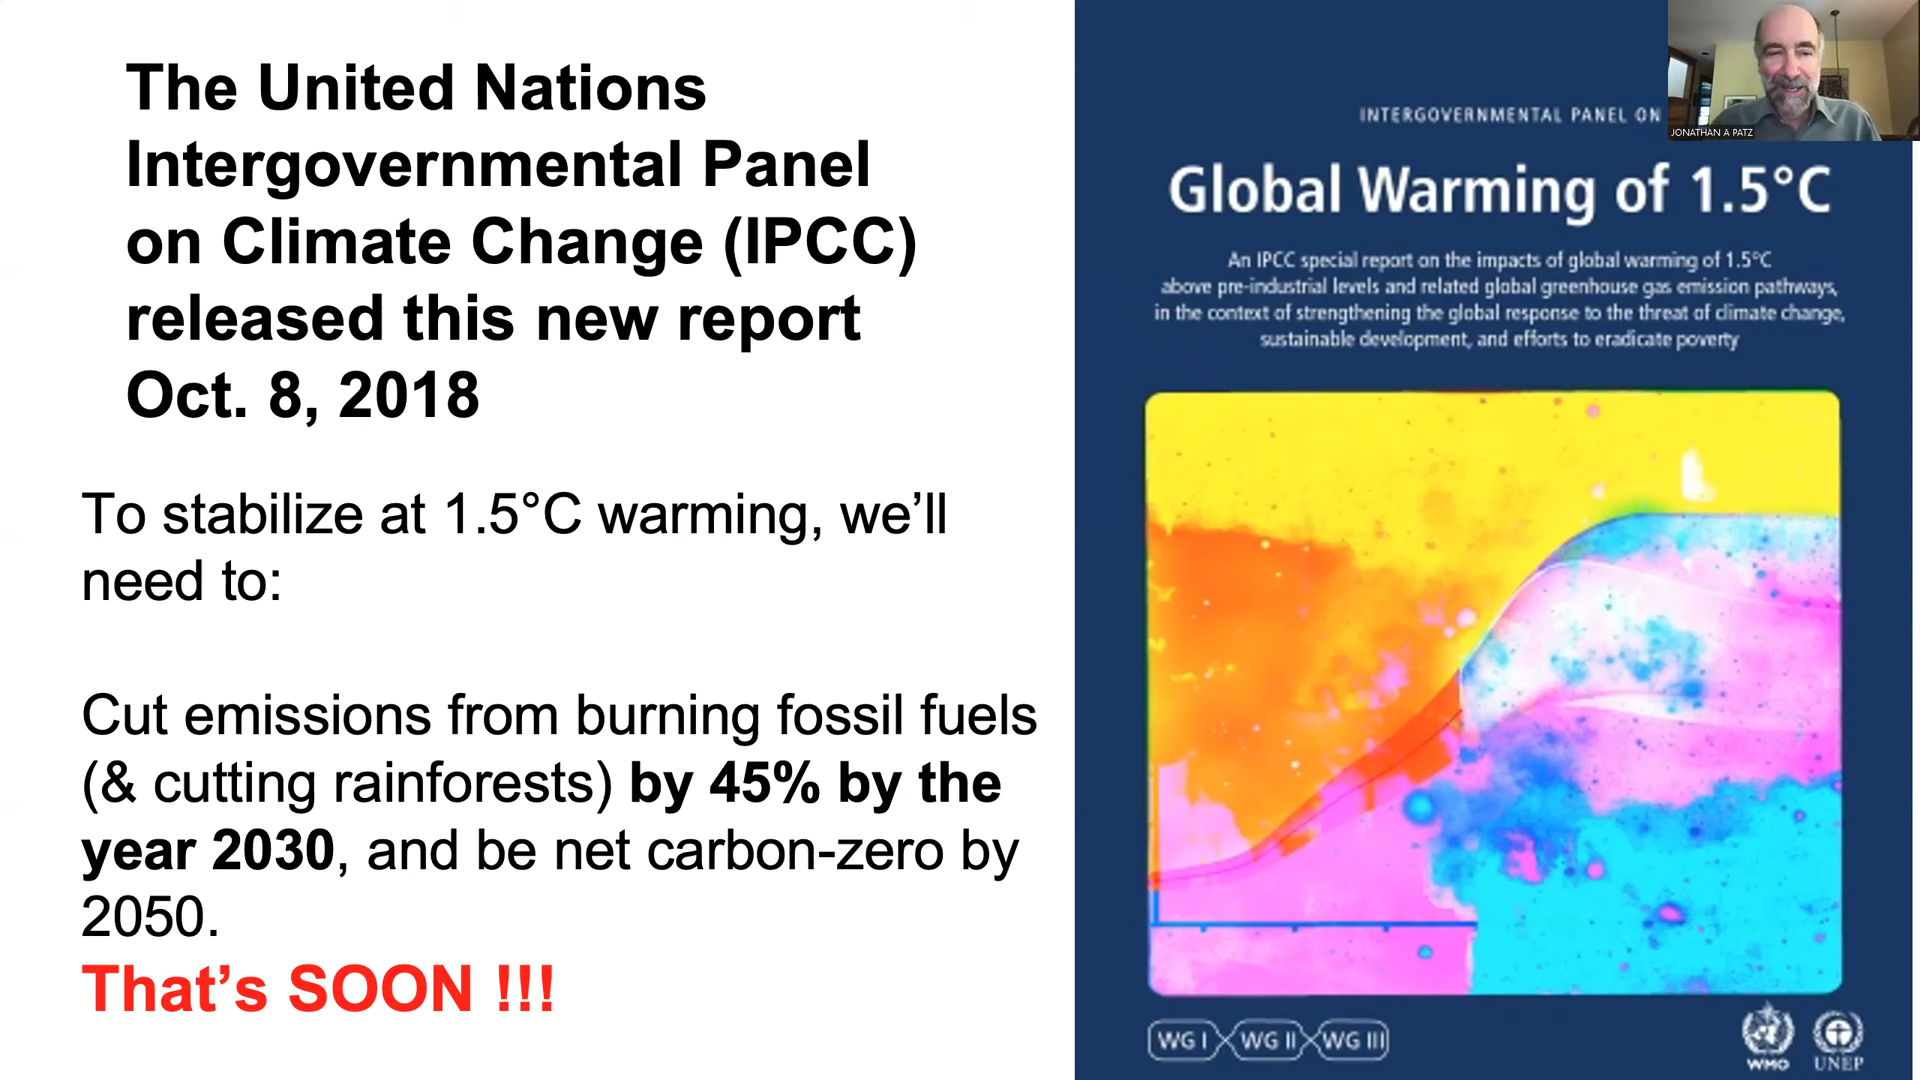 The United Nations
Intergovernmental Panel
on Climate Change (IPCC)
released this new report
Oct. 8, 2018
To stabilize at 1.5°C warming, we’ll
need to:
Cut emissions from burning fossil fuels
(& cutting rainforests) by 45% by the
year 2030, and be net carbon-zero by
2050.
That’s SOON !!!
INTERGOVERNMENTAL PANEL ON
JONATHAN A PATZ
Global Warming of 1.5°C
An IPCC special report on the impacts of global warming of 1.5°C
above pre-industrial levels and related global greenhouse gas emission pathways,
in the context of strengthening the global response to the threat of climate change,
sustainable development, and efforts to eradicate poverty
WG I WG II WG III
WMO UNEP